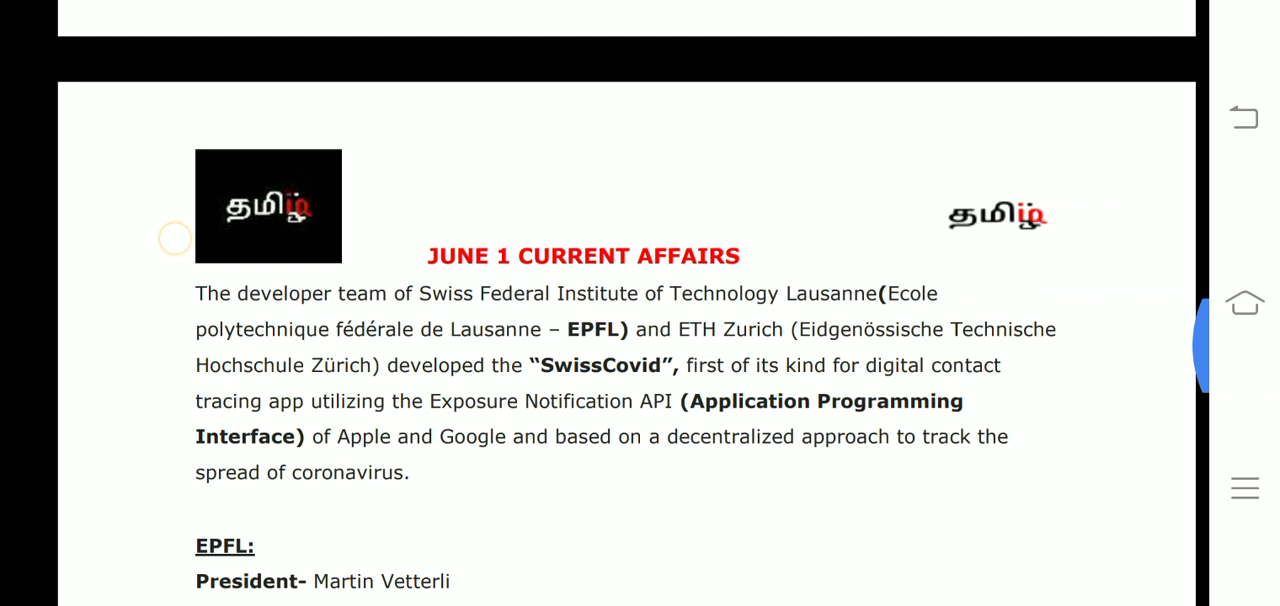 தமிழ்
தமிழ்
JUNE 1 CURRENT AFFAIRS
The developer team of Swiss Federal Institute of Technology Lausanne(Ecole
polytechnique fédérale de Lausanne – EPFL) and ETH Zurich (Eidgenössische Technische
Hochschule Zürich) developed the “SwissCovid”, first of its kind for digital contact
tracing app utilizing the Exposure Notification API (Application Programming
Interface) of Apple and Google and based on a decentralized approach to track the
spread of coronavirus.
EPFL:
President- Martin Vetterli